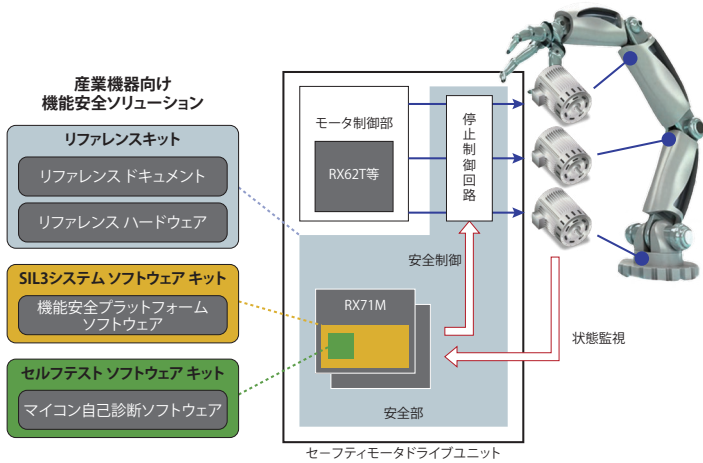 産業機器向け
機能安全ソリューション
リファレンスキット
リファレンス ドキュメント
リファレンス ハードウェア
SIL3システム ソフトウェア キット
機能安全プラットフォーム
ソフトウェア
セルフテスト ソフトウェア キット
マイコン自己診断ソフトウェア
モータ制御部
RX62T等
停止制御回路
安全制御
RX71M
安全部
状態監視
セーフティモータドライブユニット